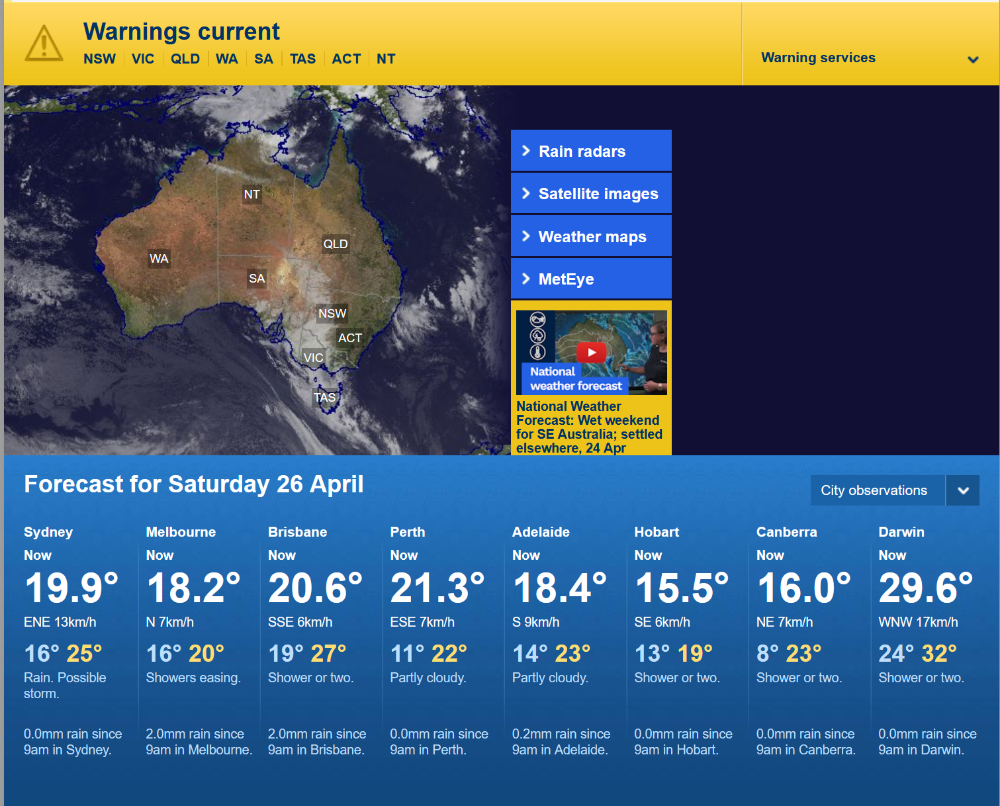 Warnings current
NSW VIC QLD WA SA TAS ACT NT
Warning services
NT
QLD
WA
SA
NSW
ACT
VIC
TAS
Rain radars
Satellite images
Weather maps
MetEye
National
weather forecast
National Weather
Forecast: Wet weekend
for SE Australia; settled
elsewhere, 24 Apr
Forecast for Saturday 26 April
City observations
Sydney
Now
19.9°
ENE 13km/h
16° 25°
Rain. Possible
storm.
0.0mm rain since
9am in Sydney.
Melbourne
Now
18.2°
N 7km/h
16° 20°
Showers easing.
2.0mm rain since
9am in Melbourne.
Brisbane
Now
20.6°
SSE 6km/h
19° 27°
Shower or two.
2.0mm rain since
9am in Brisbane.
Perth
Now
21.3°
ESE 7km/h
11° 22°
Partly cloudy.
0.0mm rain since
9am in Perth.
Adelaide
Now
18.4°
S 9km/h
14° 23°
Partly cloudy.
0.2mm rain since
9am in Adelaide.
Hobart
Now
15.5°
SE 6km/h
13° 19°
Shower or two.
0.0mm rain since
9am in Hobart.
Canberra
Now
16.0°
NE 7km/h
8° 23°
Shower or two.
0.0mm rain since
9am in Canberra.
Darwin
Now
29.6°
WNW 17km/h
24° 32°
Shower or two.
0.0mm rain since
9am in Darwin.